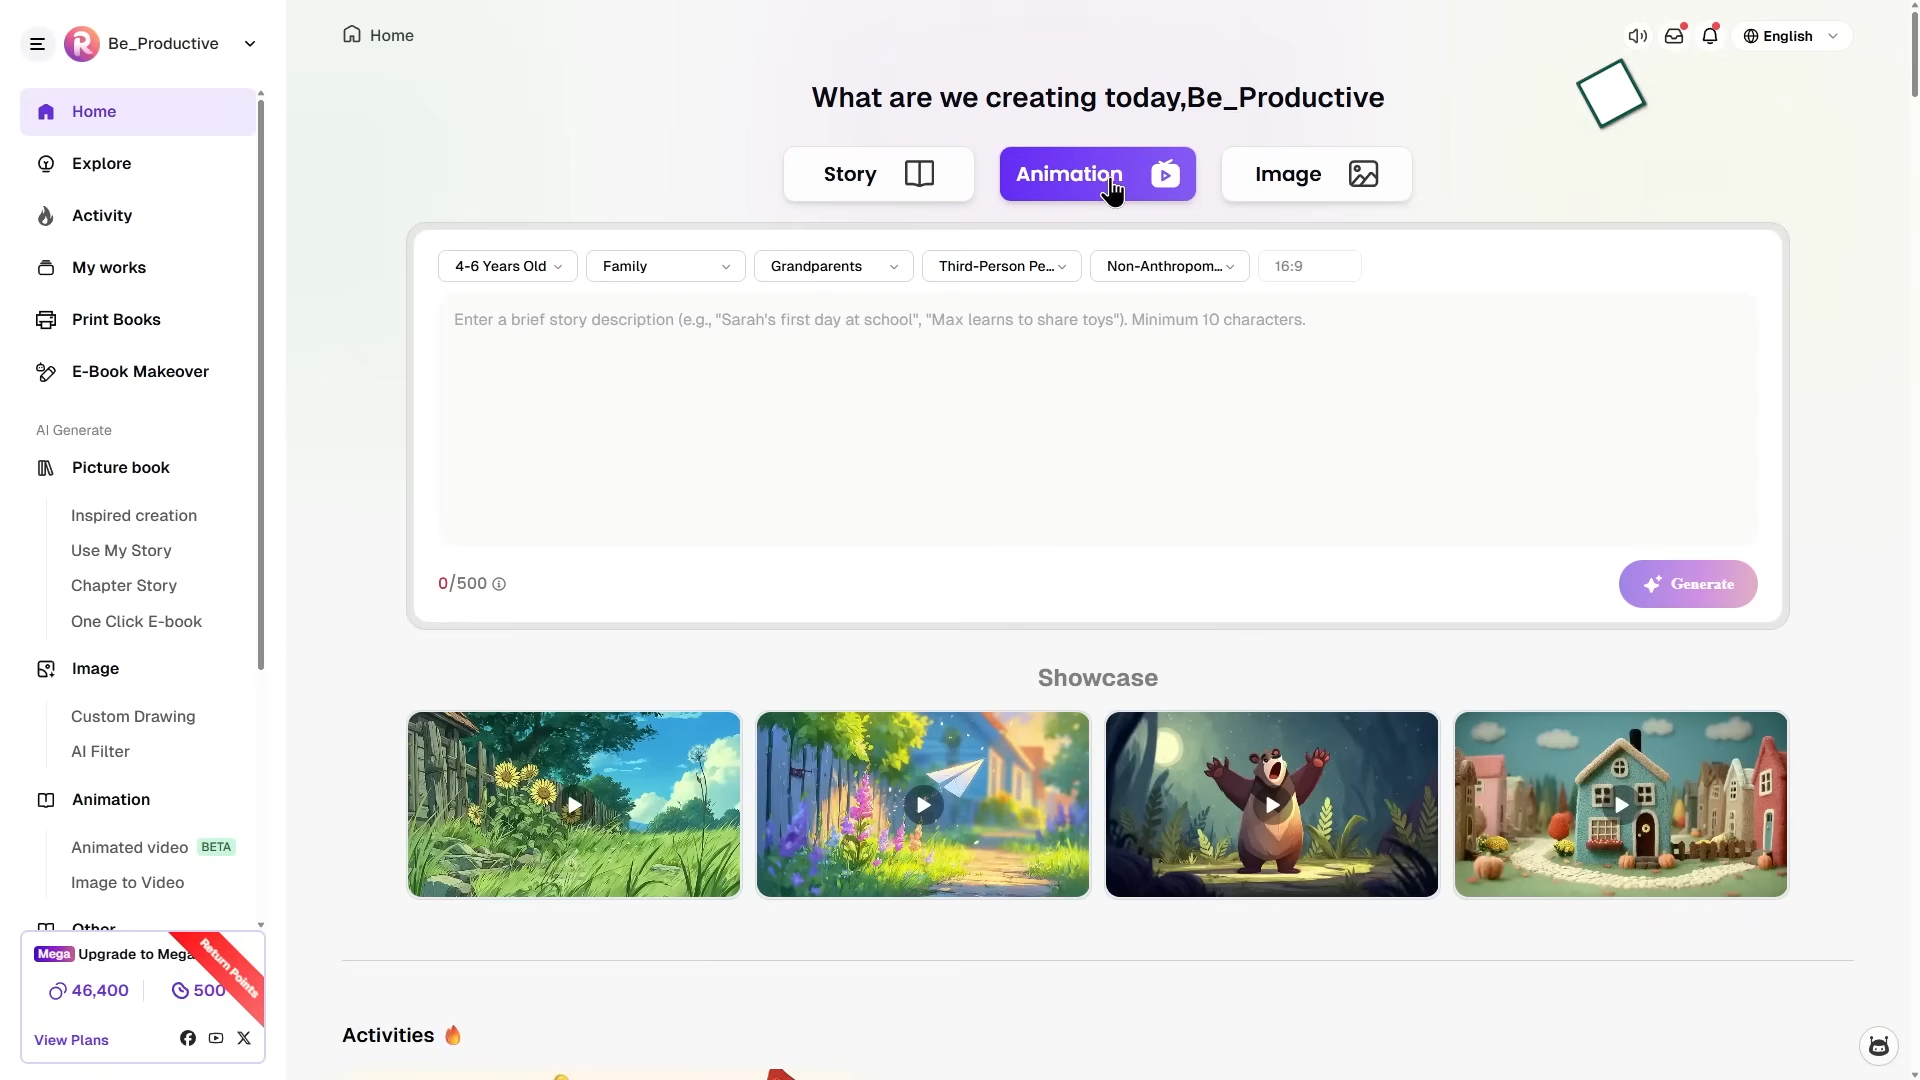 Be_Productive
Home
Explore
Activity
My works
Print Books
E-Book Makeover
AI Generate
Picture book
Inspired creation
Use My Story
Chapter Story
One Click E-book
Image
Custom Drawing
AI Filter
Animation
Animated video BETA
Image to Video
Other
Mega Upgrade to Mega
Return Points
46,400 500
View Plans
Home
English
What are we creating today,Be_Productive
Story Animation Image
4-6 Years Old Family Grandparents Third-Person Pe... Non-Anthropom... 16:9
Enter a brief story description (e.g., "Sarah's first day at school", "Max learns to share toys"). Minimum 10 characters.
0/500 Generate
Showcase
Activities